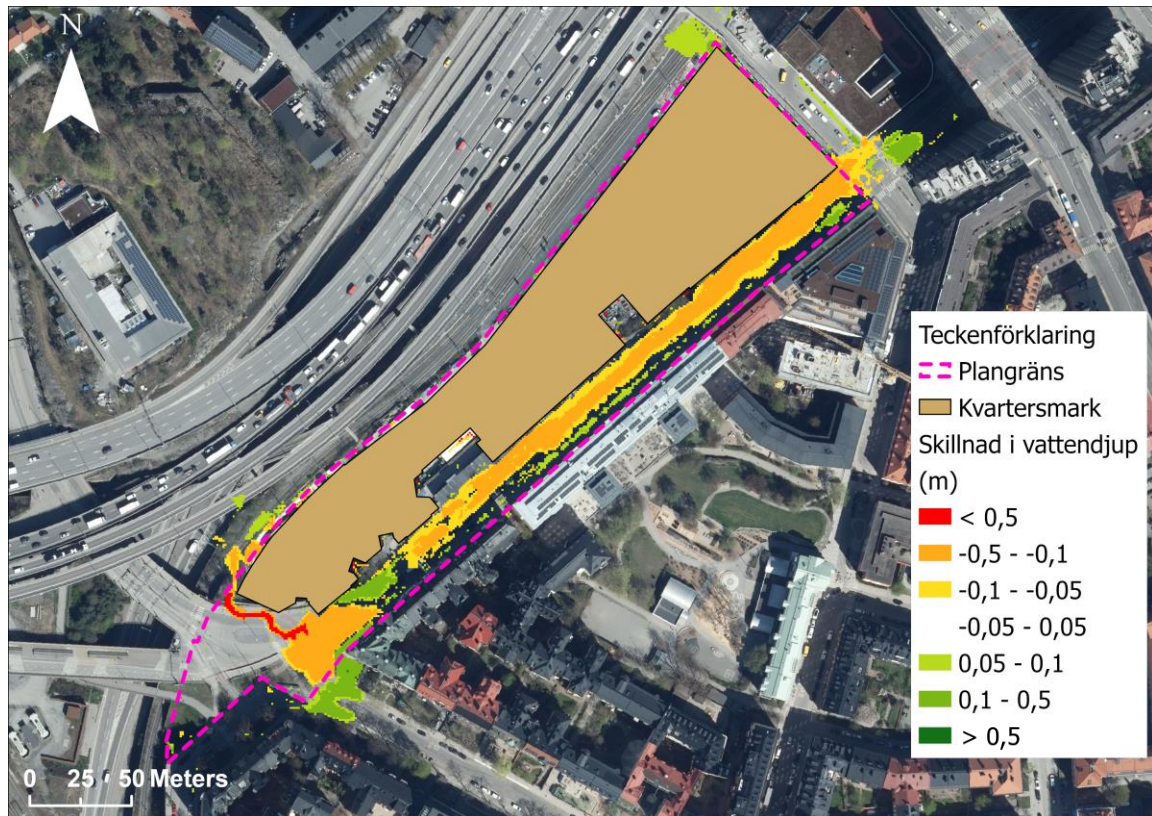 N
Teckenförklaring
Plangräns
Kvartersmark
Skillnad i vattendjup
(m)
< 0,5
-0,5 - -0,1
-0,1 - -0,05
-0,05 - 0,05
0,05 - 0,1
0,1 - 0,5
> 0,5
0 25 50 Meters